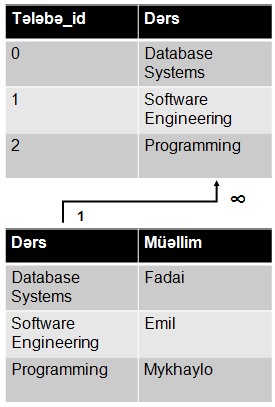 Tələbə_id Dərs
0 Database
Systems
1 Software
Engineering
2 Programming
1 ∞
Dərs Müəllim
Database Fadai
Systems
Software Emil
Engineering
Programming Mykhaylo